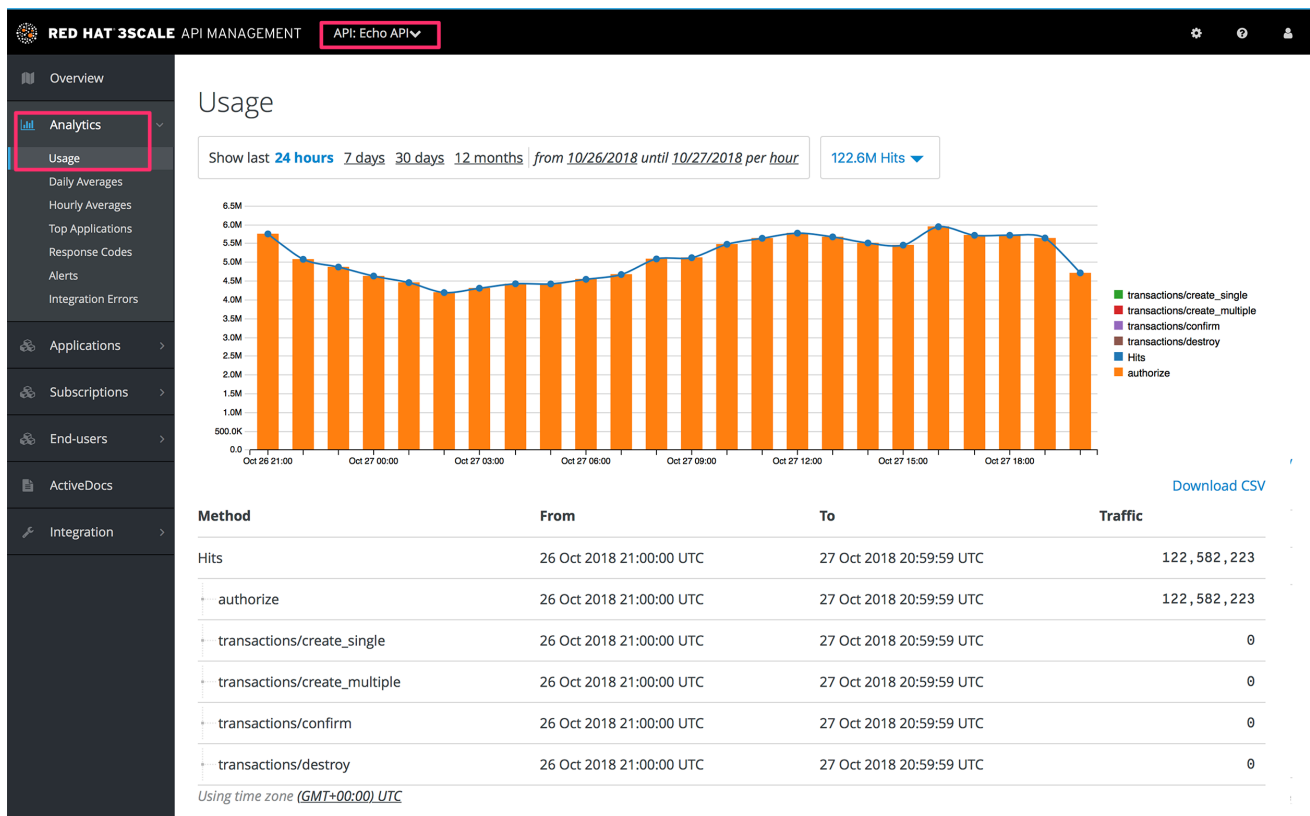 RED HAT 3SCALE API MANAGEMENT API: Echo API
Overview
Analytics
Usage
Daily Averages
Hourly Averages
Top Applications
Response Codes
Alerts
Integration Errors
Applications
Subscriptions
End-users
ActiveDocs
Integration
Usage
Show last 24 hours 7 days 30 days 12 months from 10/26/2018 until 10/27/2018 per hour 122.6M Hits
6.5M
6.0M
5.5M
5.0M
4.5M
4.0M
3.5M
3.0M
2.5M
2.0M
1.5M
1.0M
500.0K
0.0
Oct 26 21:00 Oct 27 00:00 Oct 27 03:00 Oct 27 06:00 Oct 27 09:00 Oct 27 12:00 Oct 27 15:00 Oct 27 18:00
transactions/create_single
transactions/create_multiple
transactions/confirm
transactions/destroy
Hits
authorize
Download CSV
Method From To Traffic
Hits 26 Oct 2018 21:00:00 UTC 27 Oct 2018 20:59:59 UTC 122,582,223
authorize 26 Oct 2018 21:00:00 UTC 27 Oct 2018 20:59:59 UTC 122,582,223
transactions/create_single 26 Oct 2018 21:00:00 UTC 27 Oct 2018 20:59:59 UTC 0
transactions/create_multiple 26 Oct 2018 21:00:00 UTC 27 Oct 2018 20:59:59 UTC 0
transactions/confirm 26 Oct 2018 21:00:00 UTC 27 Oct 2018 20:59:59 UTC 0
transactions/destroy 26 Oct 2018 21:00:00 UTC 27 Oct 2018 20:59:59 UTC 0
Using time zone (GMT+00:00) UTC